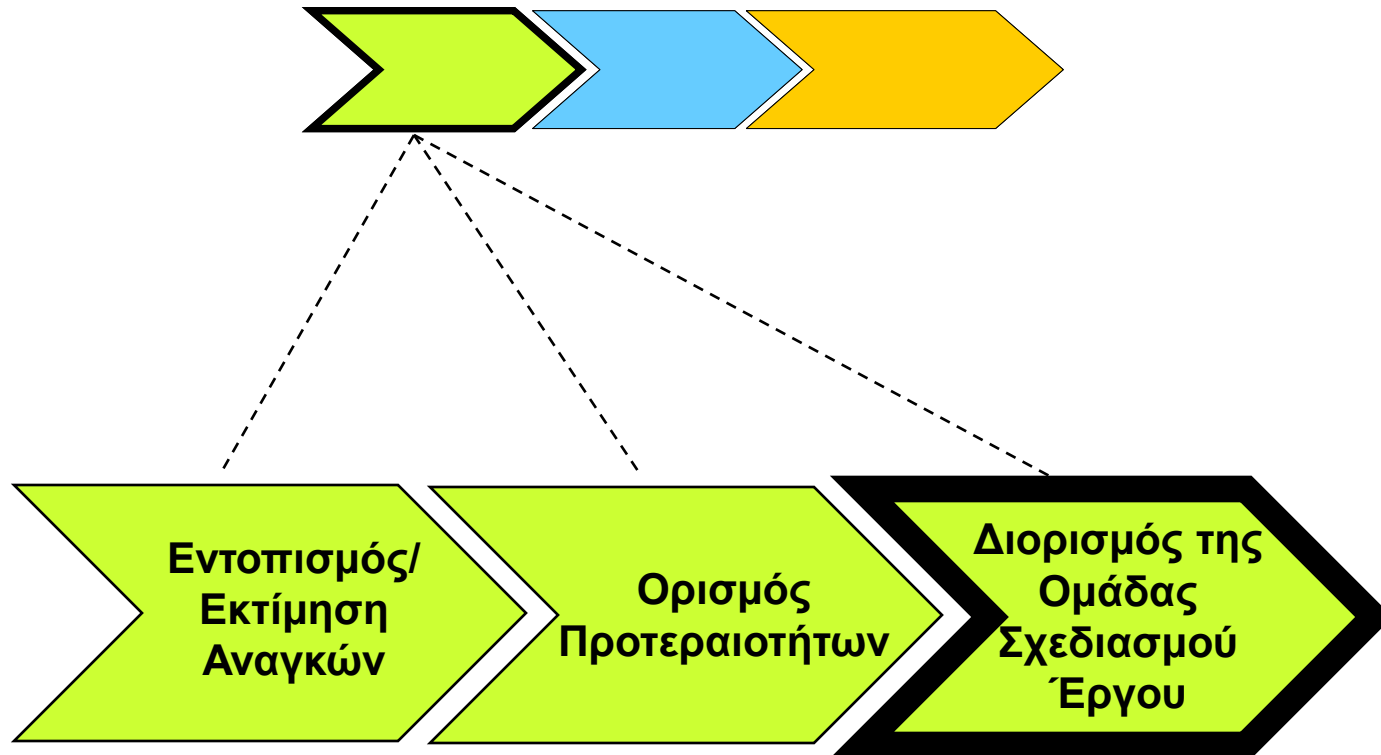 Εντοπισμός/
Εκτίμηση
Αναγκών
Ορισμός
Προτεραιοτήτων
Διορισμός της
Ομάδας
Σχεδιασμού
Έργου